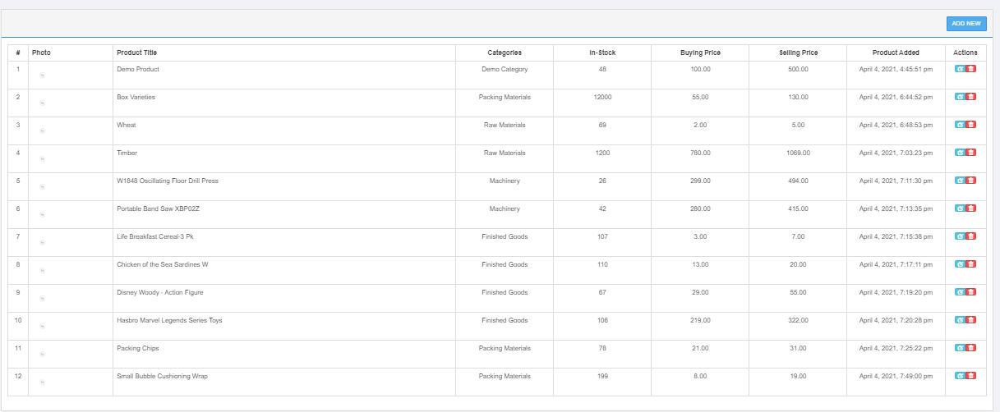 ADD NEW
# Photo Product Title Categories In-Stock Buying Price Selling Price Product Added Actions
1 Demo Product Demo Category 48 100.00 500.00 April 4, 2021, 4:45:51 pm
2 Box Varieties Packing Materials 12000 55.00 130.00 April 4, 2021, 6:44:52 pm
3 Wheat Raw Materials 69 2.00 5.00 April 4, 2021, 6:48:53 pm
4 Timber Raw Materials 1200 780.00 1069.00 April 4, 2021, 7:03:23 pm
5 W1848 Oscillating Floor Drill Press Machinery 26 299.00 494.00 April 4, 2021, 7:11:30 pm
6 Portable Band Saw XBP02Z Machinery 42 280.00 415.00 April 4, 2021, 7:13:35 pm
7 Life Breakfast Cereal-3 Pk Finished Goods 107 3.00 7.00 April 4, 2021, 7:15:38 pm
8 Chicken of the Sea Sardines W Finished Goods 110 13.00 20.00 April 4, 2021, 7:17:11 pm
9 Disney Woody - Action Figure Finished Goods 67 29.00 55.00 April 4, 2021, 7:19:20 pm
10 Hasbro Marvel Legends Series Toys Finished Goods 106 219.00 322.00 April 4, 2021, 7:20:28 pm
11 Packing Chips Packing Materials 78 21.00 31.00 April 4, 2021, 7:25:22 pm
12 Small Bubble Cushioning Wrap Packing Materials 199 8.00 19.00 April 4, 2021, 7:49:00 pm